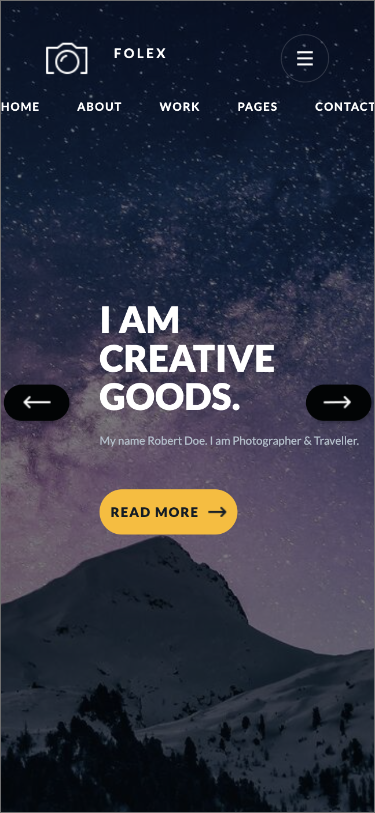 FOLEX
HOME ABOUT WORK PAGES CONTACT
I AM
CREATIVE
GOODS.
My name Robert Doe. I am Photographer & Traveller.
READ MORE